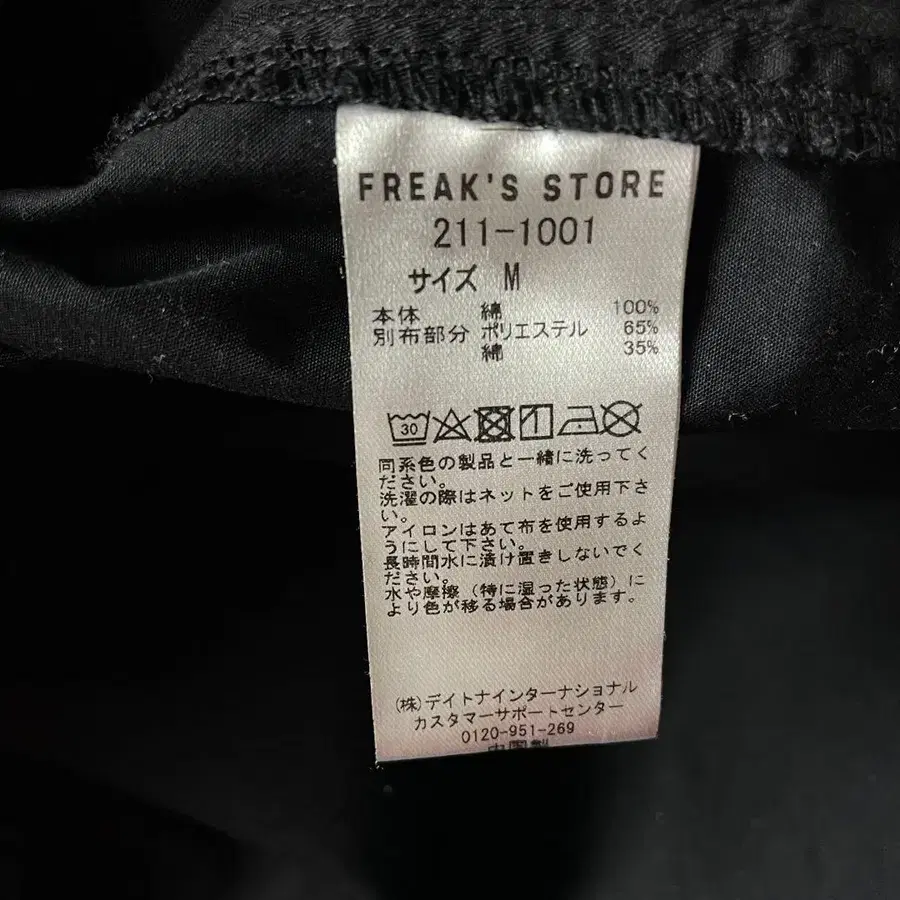 FREAK'S STORE
211-1001
サイズ M
本体 綿 100%
別布部分 ポリエステル 65%
綿 35%
30
同系色の製品と一緒に洗ってく
ださい。
洗濯の際はネットをご使用下さ
い。
アイロンはあて布を使用するよ
うにして下さい。
長時間水に漬け置きしないでく
ださい。
水や摩擦（特に湿った状態）に
より色が移る場合があります。
(株)デイトナインターナショナル
カスタマーサポートセンター
0120-951-269
中国製